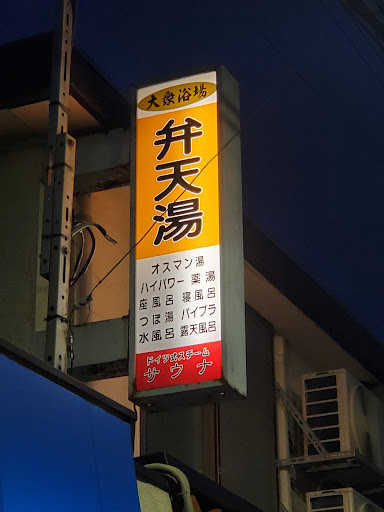 大衆浴場
弁天湯
オスマン湯
ハイパワー 薬湯
座風呂 寝風呂
つぼ湯 バイブラ
水風呂 露天風呂
ドイツ式スチーム
サウナ